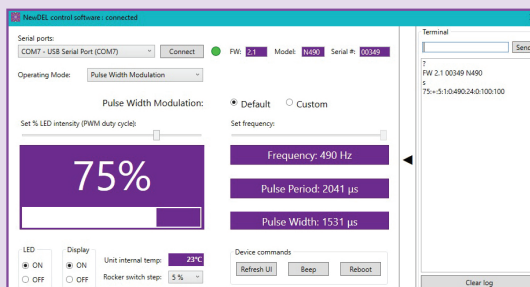 NewDEL control software: connected
Serial ports:
COM7 - USB Serial Port (COM7)
Connect
FW: 2.1 Model: N490 Serial #: 00349
Operating Mode: Pulse Width Modulation
Pulse Width Modulation: Default Custom
Set % LED intensity (PWM duty cycle):
75%
Set frequency:
Frequency: 490 Hz
Pulse Period: 2041 µs
Pulse Width: 1531 µs
LED
ON
OFF
Display
ON
OFF
Unit internal temp: 23°C
Rocker switch step: 5 %
Device commands
Refresh UI Beep Reboot
Terminal
Send
?
FW 2.1 00349 N490
s
75:+:5:1:0:490:24:0:100:100
Clear log